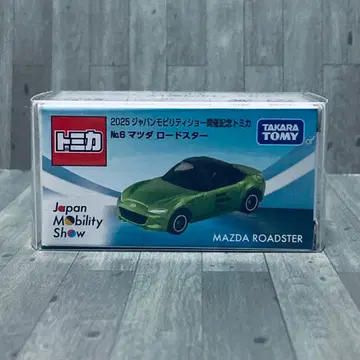 2025 ジャパンモビリティショー開催記念トミカ
No.6 マツダ ロードスター
トミカ
TAKARA
TOMY
Japan
Mobility
Show
MAZDA ROADSTER